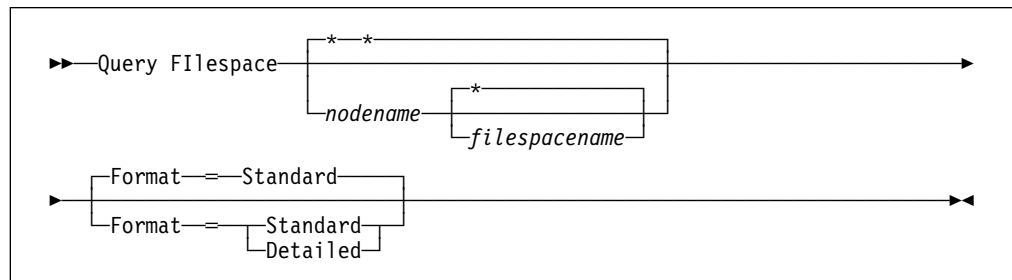 * *
Query FIlespace
*
nodename
filespacename
Format = Standard
Format = Standard
Detailed